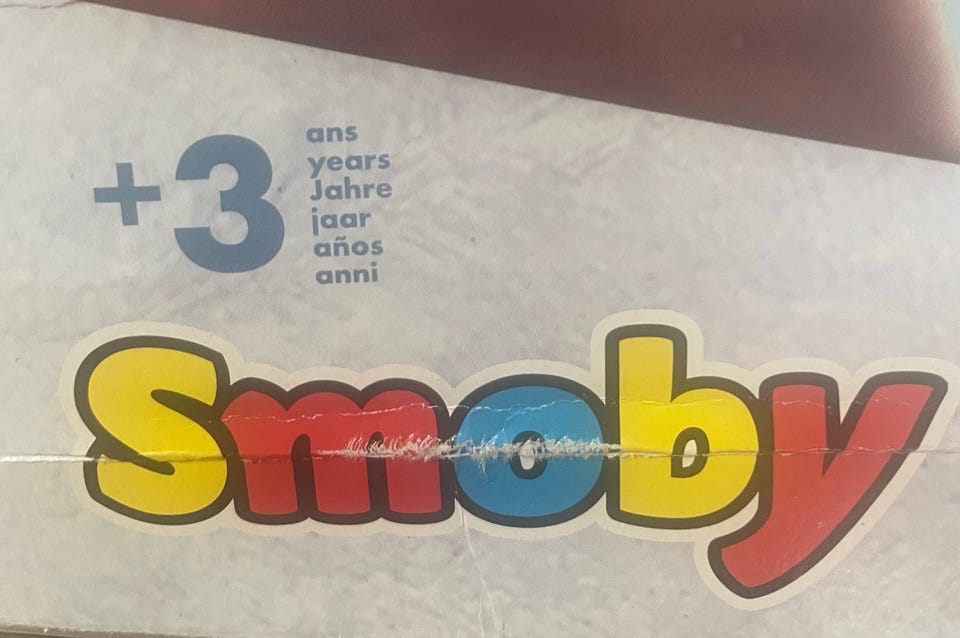 +3
ans
years
Jahre
jaar
años
anni
smoby